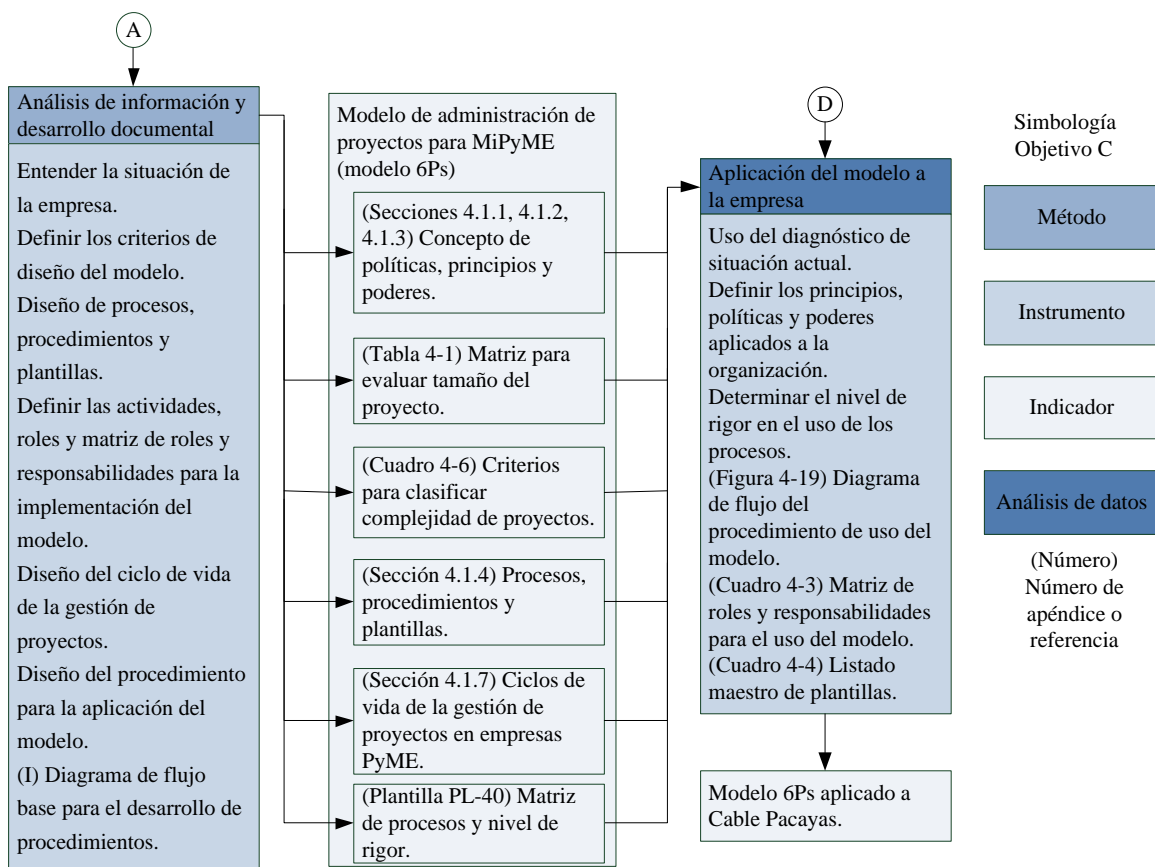 A
Análisis de información y
desarrollo documental
Entender la situación de
la empresa.
Definir los criterios de
diseño del modelo.
Diseño de procesos,
procedimientos y
plantillas.
Definir las actividades,
roles y matriz de roles y
responsabilidades para la
implementación del
modelo.
Diseño del ciclo de vida
de la gestión de
proyectos.
Diseño del procedimiento
para la aplicación del
modelo.
(I) Diagrama de flujo
base para el desarrollo de
procedimientos.
Modelo de administración de
proyectos para MiPyME
(modelo 6Ps)
(Secciones 4.1.1, 4.1.2,
4.1.3) Concepto de
políticas, principios y
poderes.
(Tabla 4-1) Matriz para
evaluar tamaño del
proyecto.
(Cuadro 4-6) Criterios
para clasificar
complejidad de proyectos.
(Sección 4.1.4) Procesos,
procedimientos y
plantillas.
(Sección 4.1.7) Ciclos de
vida de la gestión de
proyectos en empresas
PyME.
(Plantilla PL-40) Matriz
de procesos y nivel de
rigor.
D
Aplicación del modelo a
la empresa
Uso del diagnóstico de
situación actual.
Definir los principios,
políticas y poderes
aplicados a la
organización.
Determinar el nivel de
rigor en el uso de los
procesos.
(Figura 4-19) Diagrama
de flujo del
procedimiento de uso del
modelo.
(Cuadro 4-3) Matriz de
roles y responsabilidades
para el uso del modelo.
(Cuadro 4-4) Listado
maestro de plantillas.
Modelo 6Ps aplicado a
Cable Pacayas.
Simbología
Objetivo C
Método
Instrumento
Indicador
Análisis de datos
(Número)
Número de
apéndice o
referencia